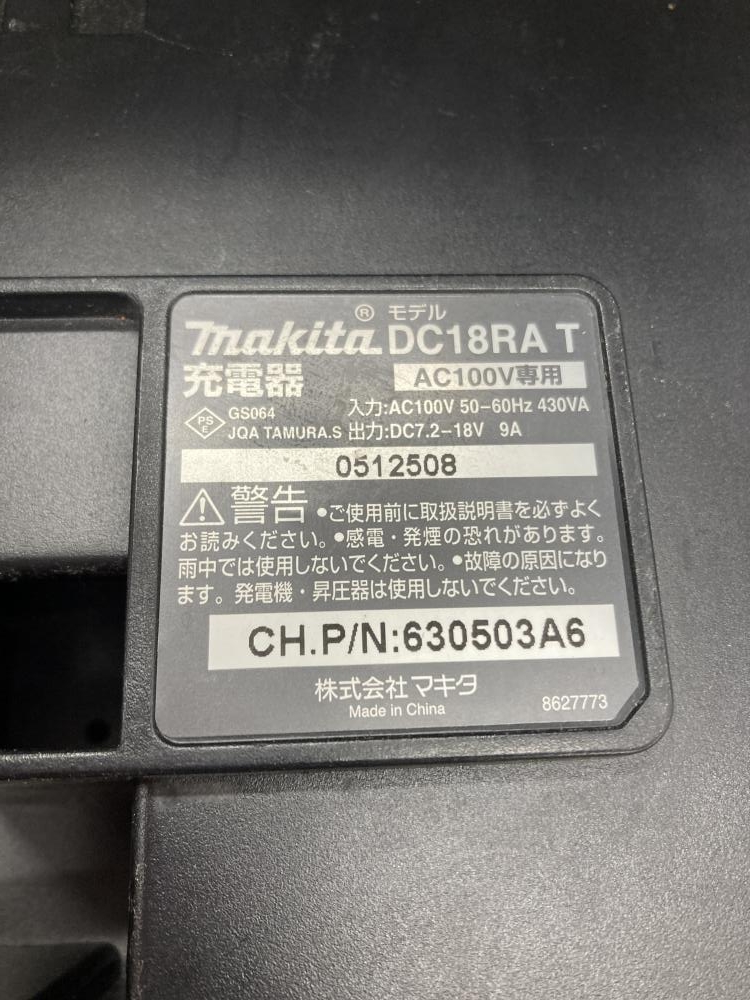 ® モデル
makita DC18RA T
充電器 AC100V専用
PS E GS064 入力:AC100V 50-60Hz 430VA
JQA TAMURA.S 出力:DC7.2-18V 9A
0512508
警告 ●ご使用前に取扱説明書を必ずよく
お読みください。●感電・発煙の恐れがあります。
雨中では使用しないでください。●故障の原因になり
ます。発電機・昇圧器は使用しないでください。
CH.P/N:630503A6
株式会社マキタ
Made in China 8627773